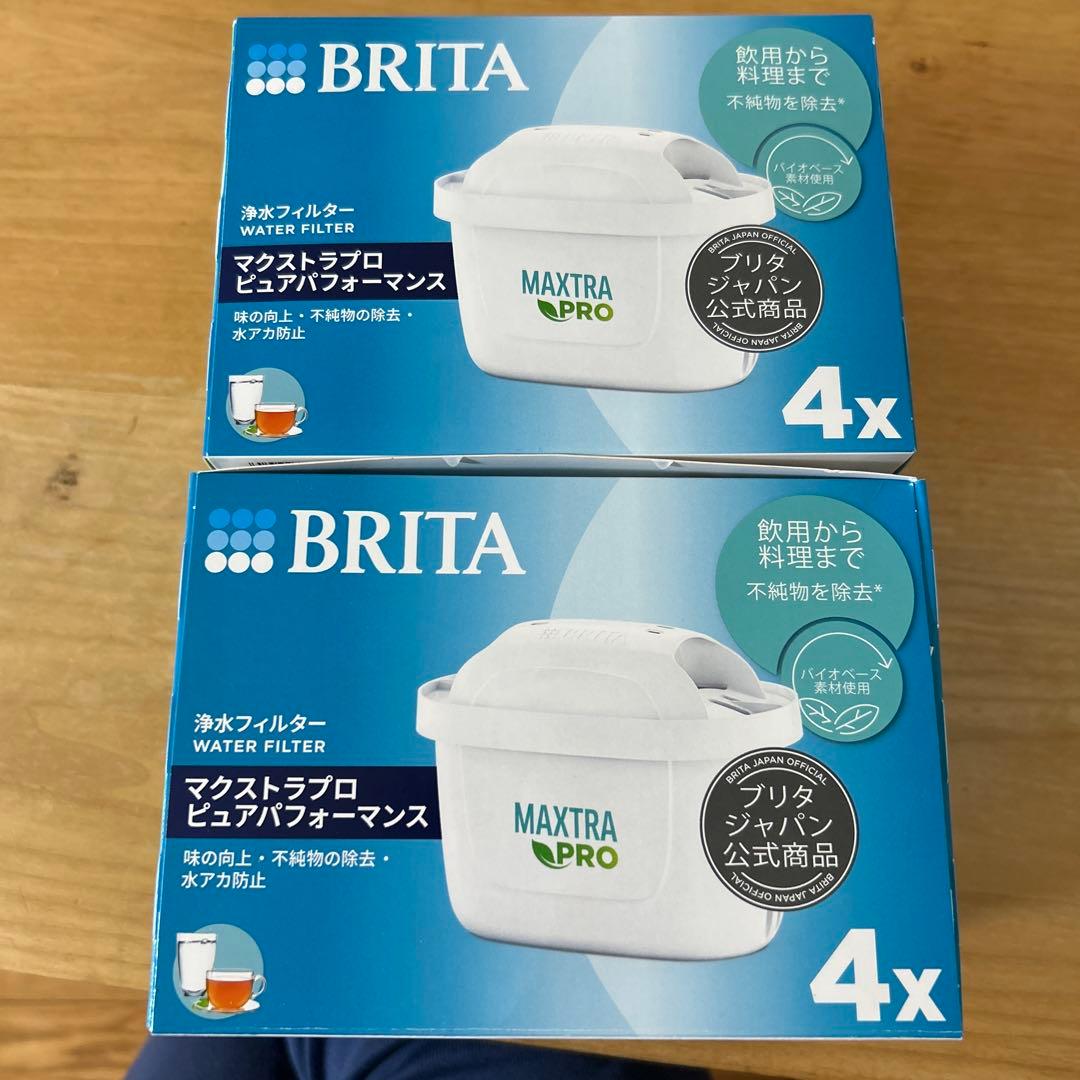 BRITA
飲用から
料理まで
不純物を除去*
バイオベース
素材使用
浄水フィルター
WATER FILTER
マクストラプロ
ピュアパフォーマンス
味の向上・不純物の除去・
水アカ防止
MAXTRA
PRO
BRITA JAPAN OFFICIAL
ブリタ
ジャパン
公式商品
BRITA JAPAN OFFICIAL
4x
BRITA
飲用から
料理まで
不純物を除去*
バイオベース
素材使用
BRITA
浄水フィルター
WATER FILTER
マクストラプロ
ピュアパフォーマンス
味の向上・不純物の除去・
水アカ防止
MAXTRA
PRO
BRITA JAPAN OFFICIAL
ブリタ
ジャパン
公式商品
BRITA JAPAN OFFICIAL
4x